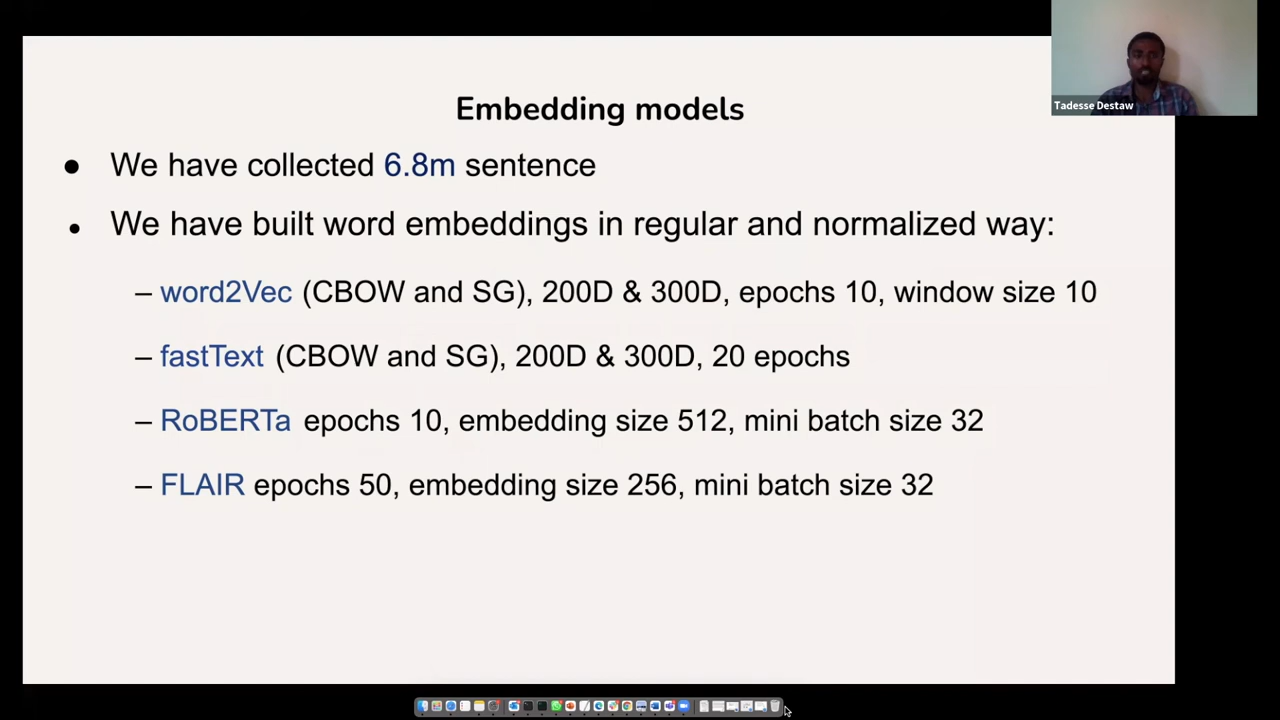 Tadesse Destaw
Embedding models
● We have collected 6.8m sentence
● We have built word embeddings in regular and normalized way:
– word2Vec (CBOW and SG), 200D & 300D, epochs 10, window size 10
– fastText (CBOW and SG), 200D & 300D, 20 epochs
– RoBERTa epochs 10, embedding size 512, mini batch size 32
– FLAIR epochs 50, embedding size 256, mini batch size 32